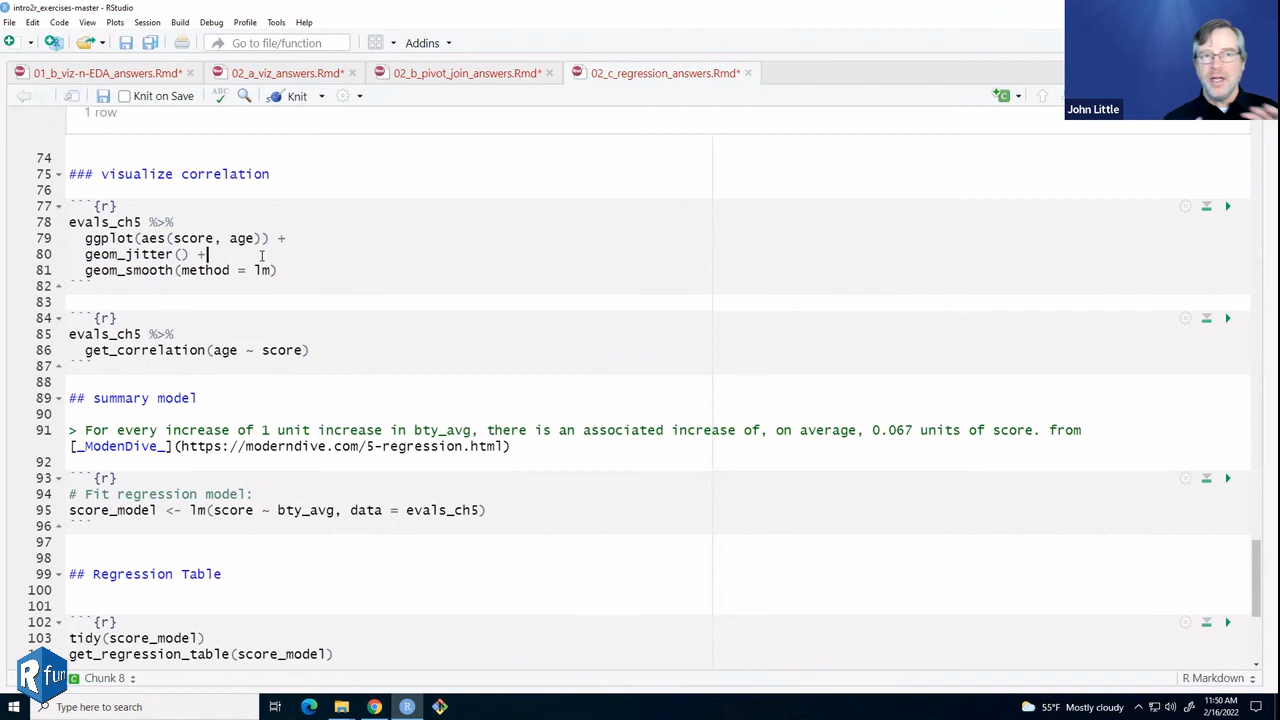 intro2r_exercises-master - RStudio
File Edit Code View Plots Session Build Debug Profile Tools Help
Go to file/function Addins
01_b_viz-n-EDA_answers.Rmd* 02_a_viz_answers.Rmd* 02_b_pivot_join_answers.Rmd* 02_c_regression_answers.Rmd*
Knit on Save ABC Knit
John Little
1 row
74
75 ### visualize correlation
76
77 ```{r}
78 evals_ch5 %>%
79 ggplot(aes(score, age)) +
80 geom_jitter() +
81 geom_smooth(method = lm)
82 ```
83
84 ```{r}
85 evals_ch5 %>%
86 get_correlation(age ~ score)
87 ```
88
89 ## summary model
90
91 > For every increase of 1 unit increase in bty_avg, there is an associated increase of, on average, 0.067 units of score. from
[_ModenDive_](https://moderndive.com/5-regression.html)
92
93 ```{r}
94 # Fit regression model:
95 score_model <- lm(score ~ bty_avg, data = evals_ch5)
96 ```
97
98
99 ## Regression Table
100
101
102 ```{r}
103 tidy(score_model)
get_regression_table(score_model)
R fun
Chunk 8 R Markdown
Type here to search
55°F Mostly cloudy
11:50 AM
2/16/2022